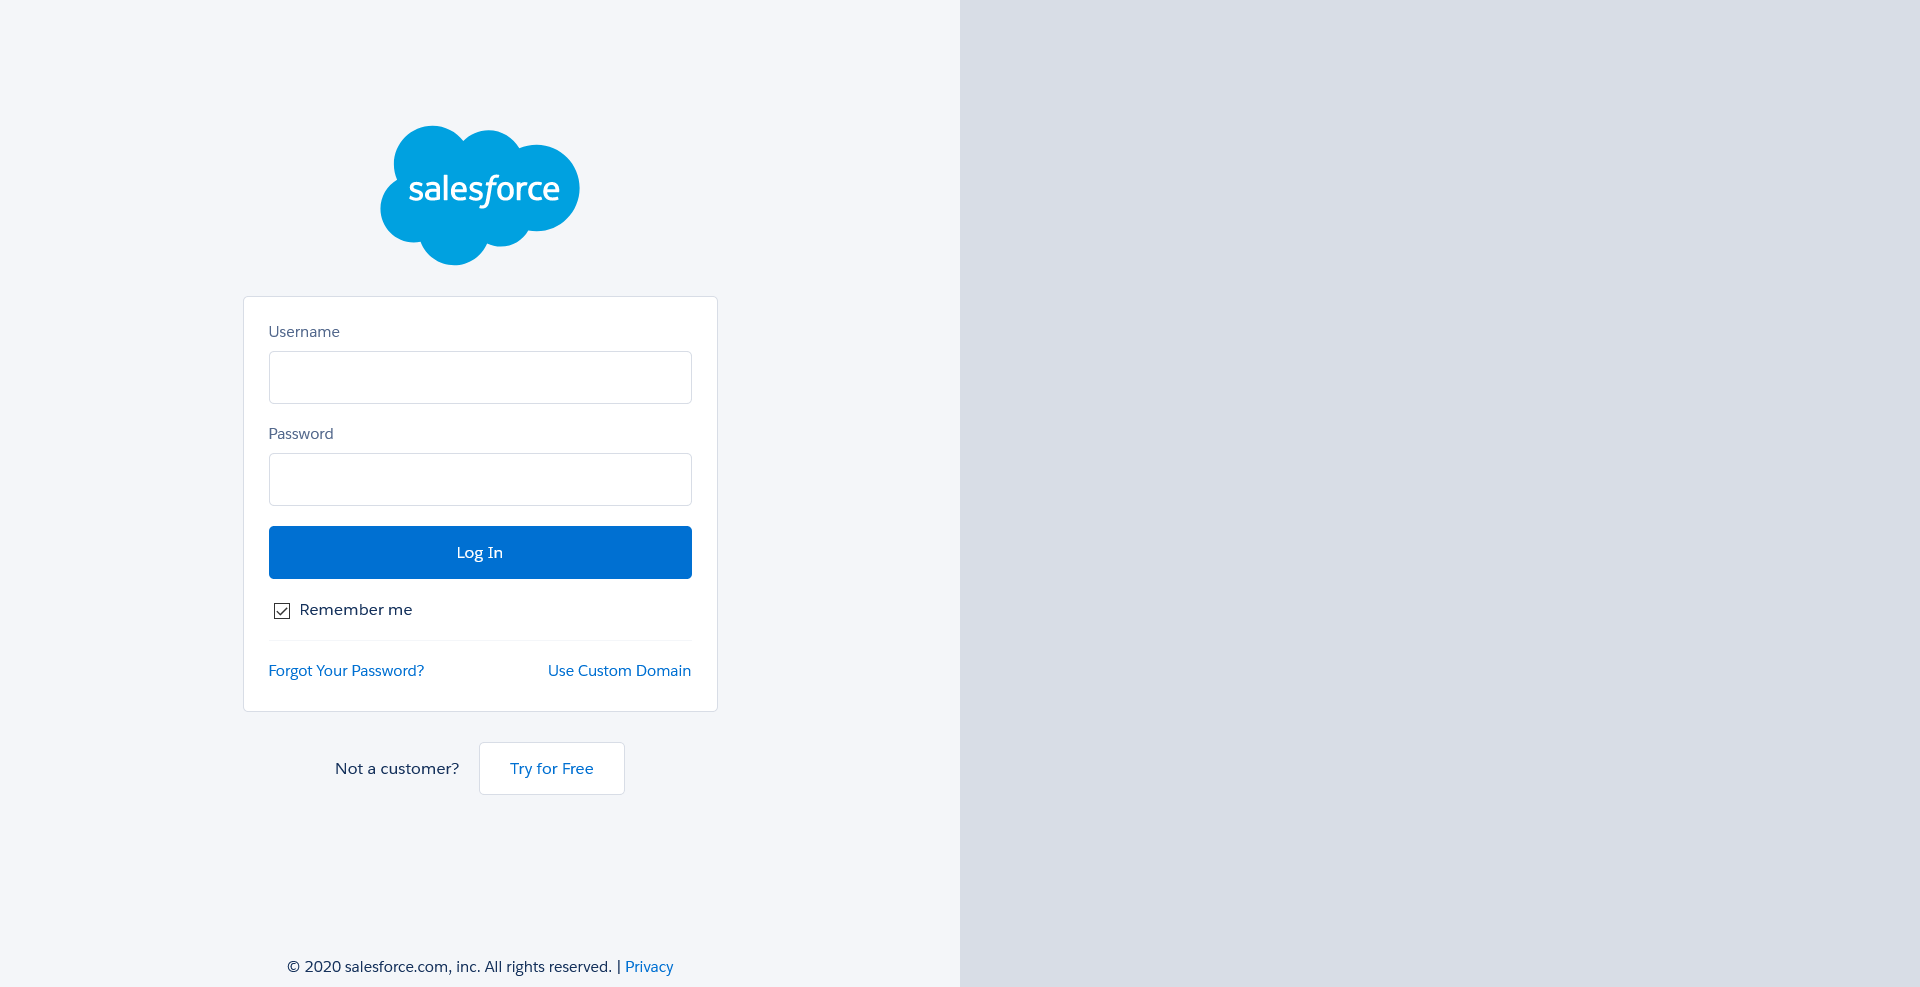 salesforce
Username
Password
Log In
Remember me
Forgot Your Password? Use Custom Domain
Not a customer? Try for Free
© 2020 salesforce.com, inc. All rights reserved. | Privacy